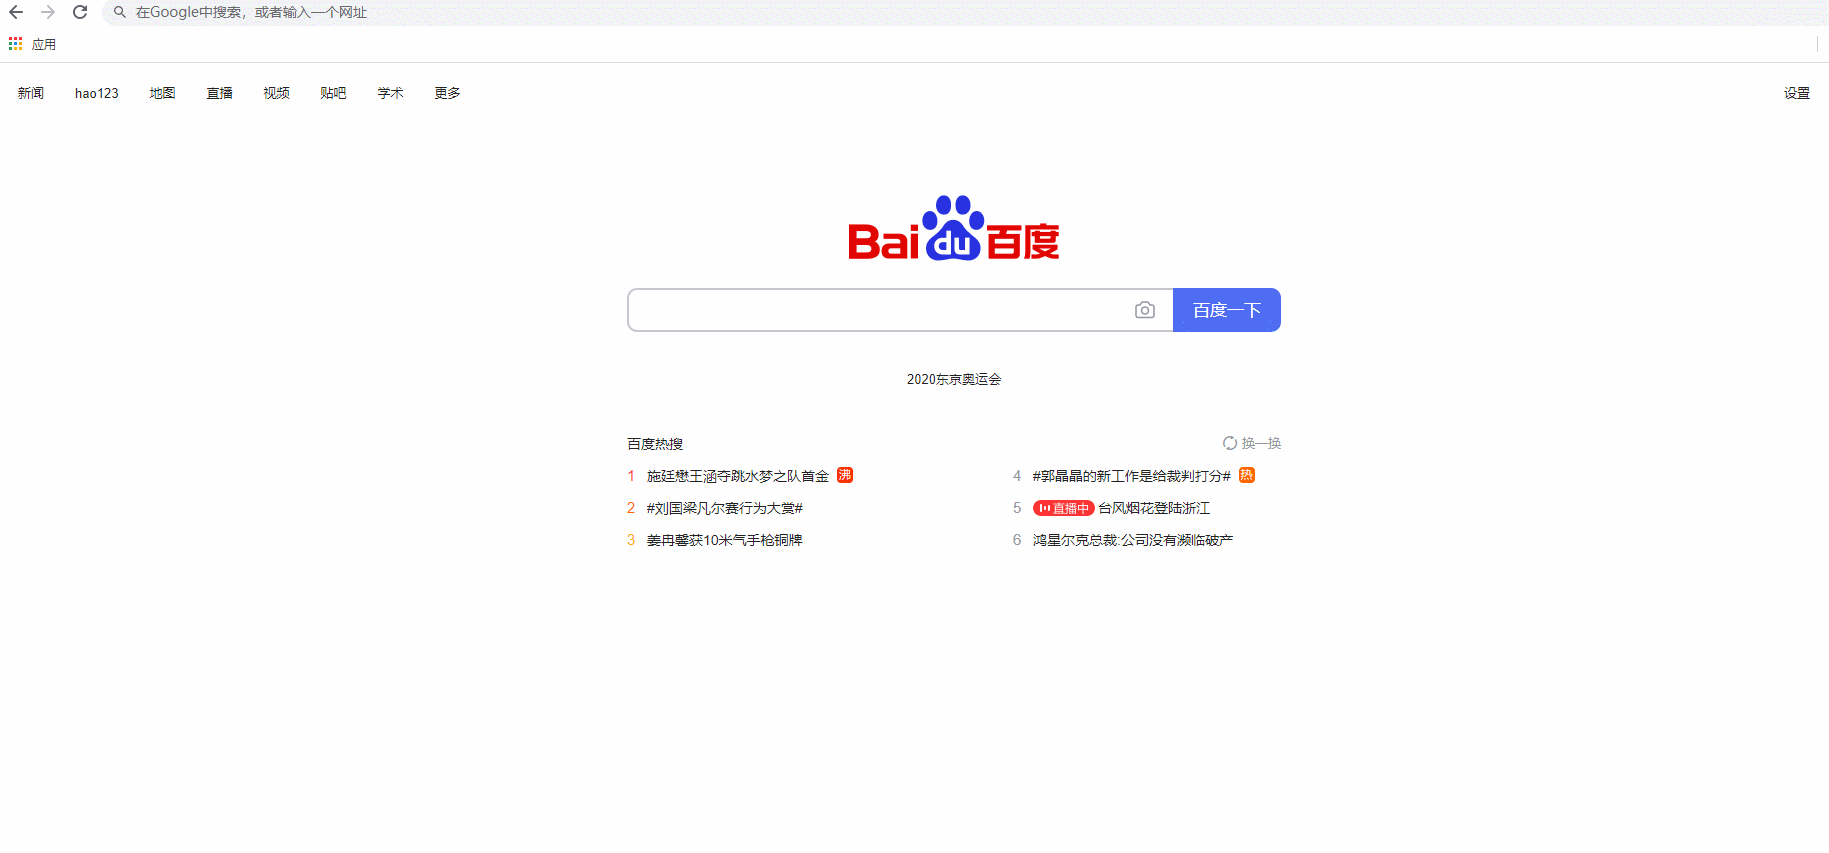 在Google中搜索，或者输入一个网址
应用
新闻 hao123 地图 直播 视频 贴吧 学术 更多 设置
Bai du 百度
百度一下
2020东京奥运会
百度热搜 换一换
1 施廷懋王涵夺跳水梦之队首金 沸
4 #郭晶晶的新工作是给裁判打分# 热
2 #刘国梁凡尔赛行为大赏#
5 直播中 台风烟花登陆浙江
3 姜冉馨获10米气手枪铜牌
6 鸿星尔克总裁:公司没有濒临破产